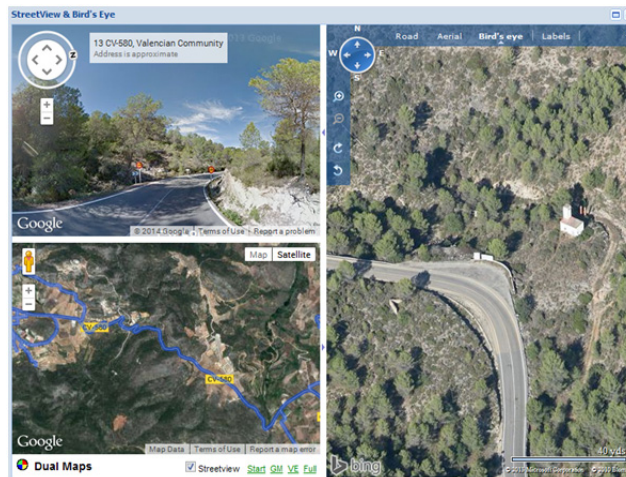 StreetView & Bird's Eye
13 CV-580, Valencian Community
Address is approximate
N
+
−
Google
© 2014 Google
Terms of Use
Report a problem
Map
Satellite
+
−
CV-580
CV-580
Google
Map Data
Terms of Use
Report a map error
Dual Maps
Streetview
Start
GM
VE
Full
N
W
E
S
Road
Aerial
Bird's eye
Labels
bing
40 yds
Microsoft Corporation